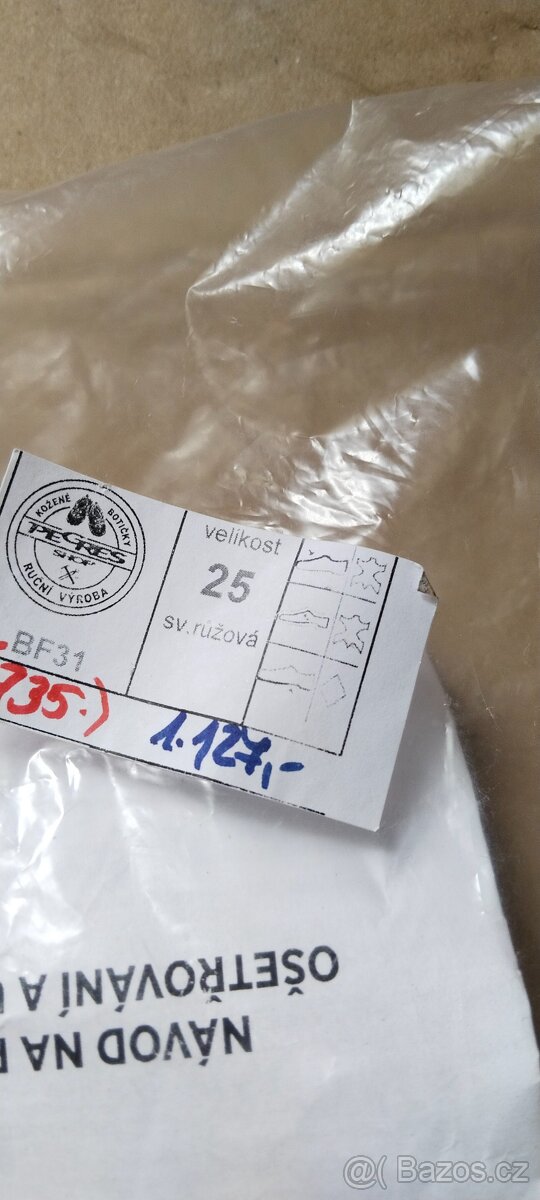 KOŽENÉ BOTIČKY
PEGRES
SHOP
RUČNÍ VÝROBA
BF31
velikost
25
sv.růžová
735.)
1.127,-
NÁVOD NA
OŠETŘOVÁNÍ A
@ Bazos.cz